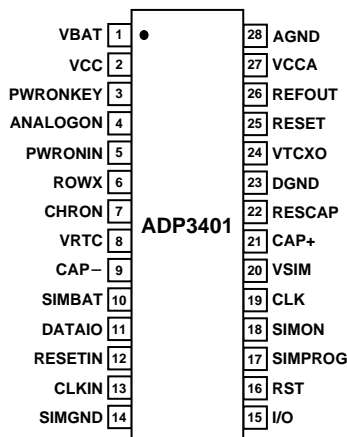 VBAT 1 28 AGND
VCC 2 27 VCCA
PWRONKEY 3 26 REFOUT
ANALOGON 4 25 RESET
PWRONIN 5 24 VTCXO
ROWX 6 23 DGND
CHRON 7 ADP3401 22 RESCAP
VRTC 8 21 CAP+
CAP− 9 20 VSIM
SIMBAT 10 19 CLK
DATAIO 11 18 SIMON
RESETIN 12 17 SIMPROG
CLKIN 13 16 RST
SIMGND 14 15 I/O